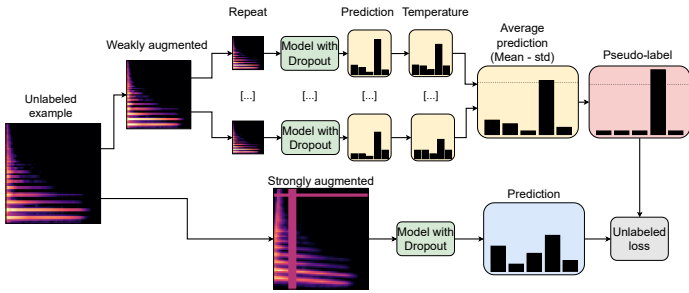 Repeat
Prediction
Temperature
Average
prediction
(Mean - std)
Pseudo-label
Weakly augmented
Model with
Dropout
[...]
[...]
[...]
[...]
Model with
Dropout
Unlabeled
example
Strongly augmented
Model with
Dropout
Prediction
Unlabeled
loss